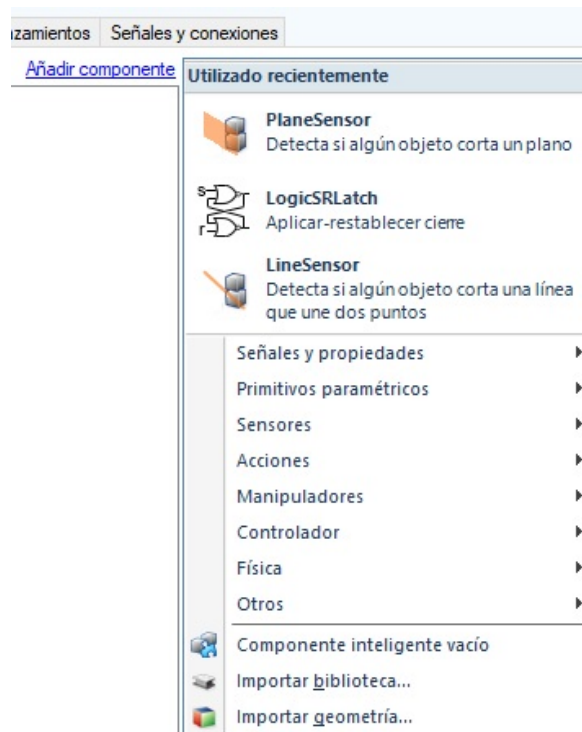 zamientos Señales y conexiones
Añadir componente
Utilizado recientemente
PlaneSensor
Detecta si algún objeto corta un plano
s
r
LogicSRLatch
Aplicar-restablecer cierre
LineSensor
Detecta si algún objeto corta una línea
que une dos puntos
Señales y propiedades
Primitivos paramétricos
Sensores
Acciones
Manipuladores
Controlador
Física
Otros
Componente inteligente vacío
Importar biblioteca...
Importar geometría...